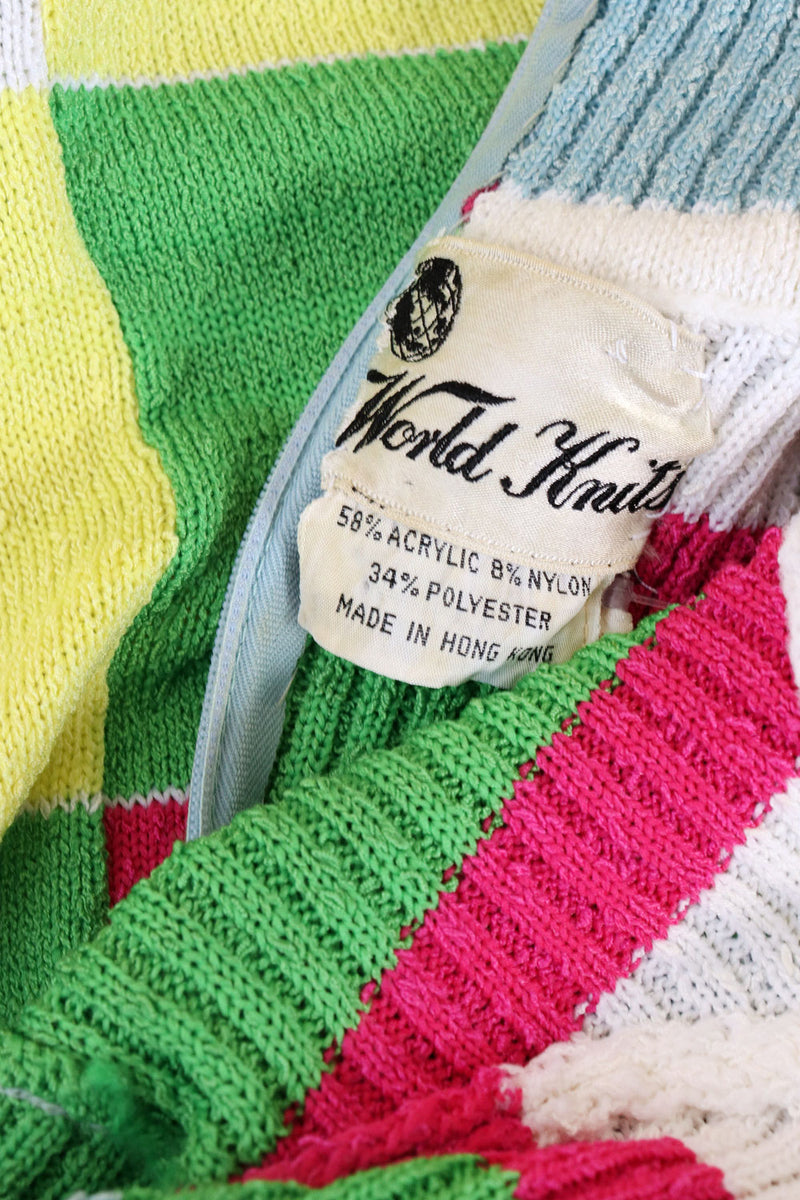 World Knits
58% ACRYLIC 8% NYLON
34% POLYESTER
MADE IN HONG KONG